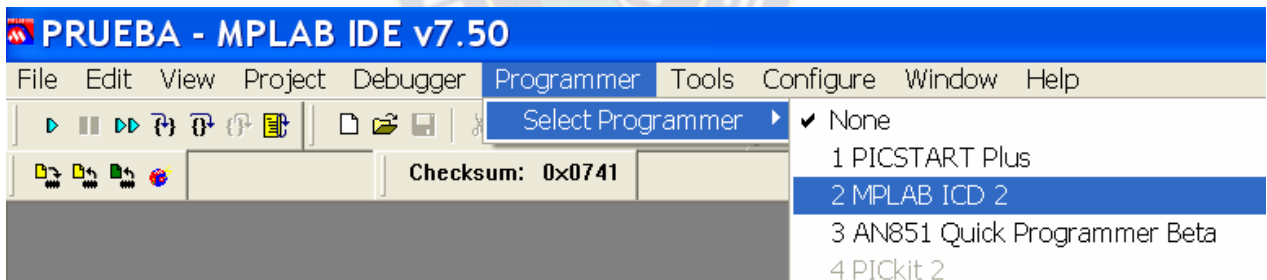 PRUEBA - MPLAB IDE v7.50
File Edit View Project Debugger Programmer Tools Configure Window Help
Select Programmer
None
1 PICSTART Plus
Checksum: 0x0741
2 MPLAB ICD 2
3 AN851 Quick Programmer Beta
4 PICkit 2